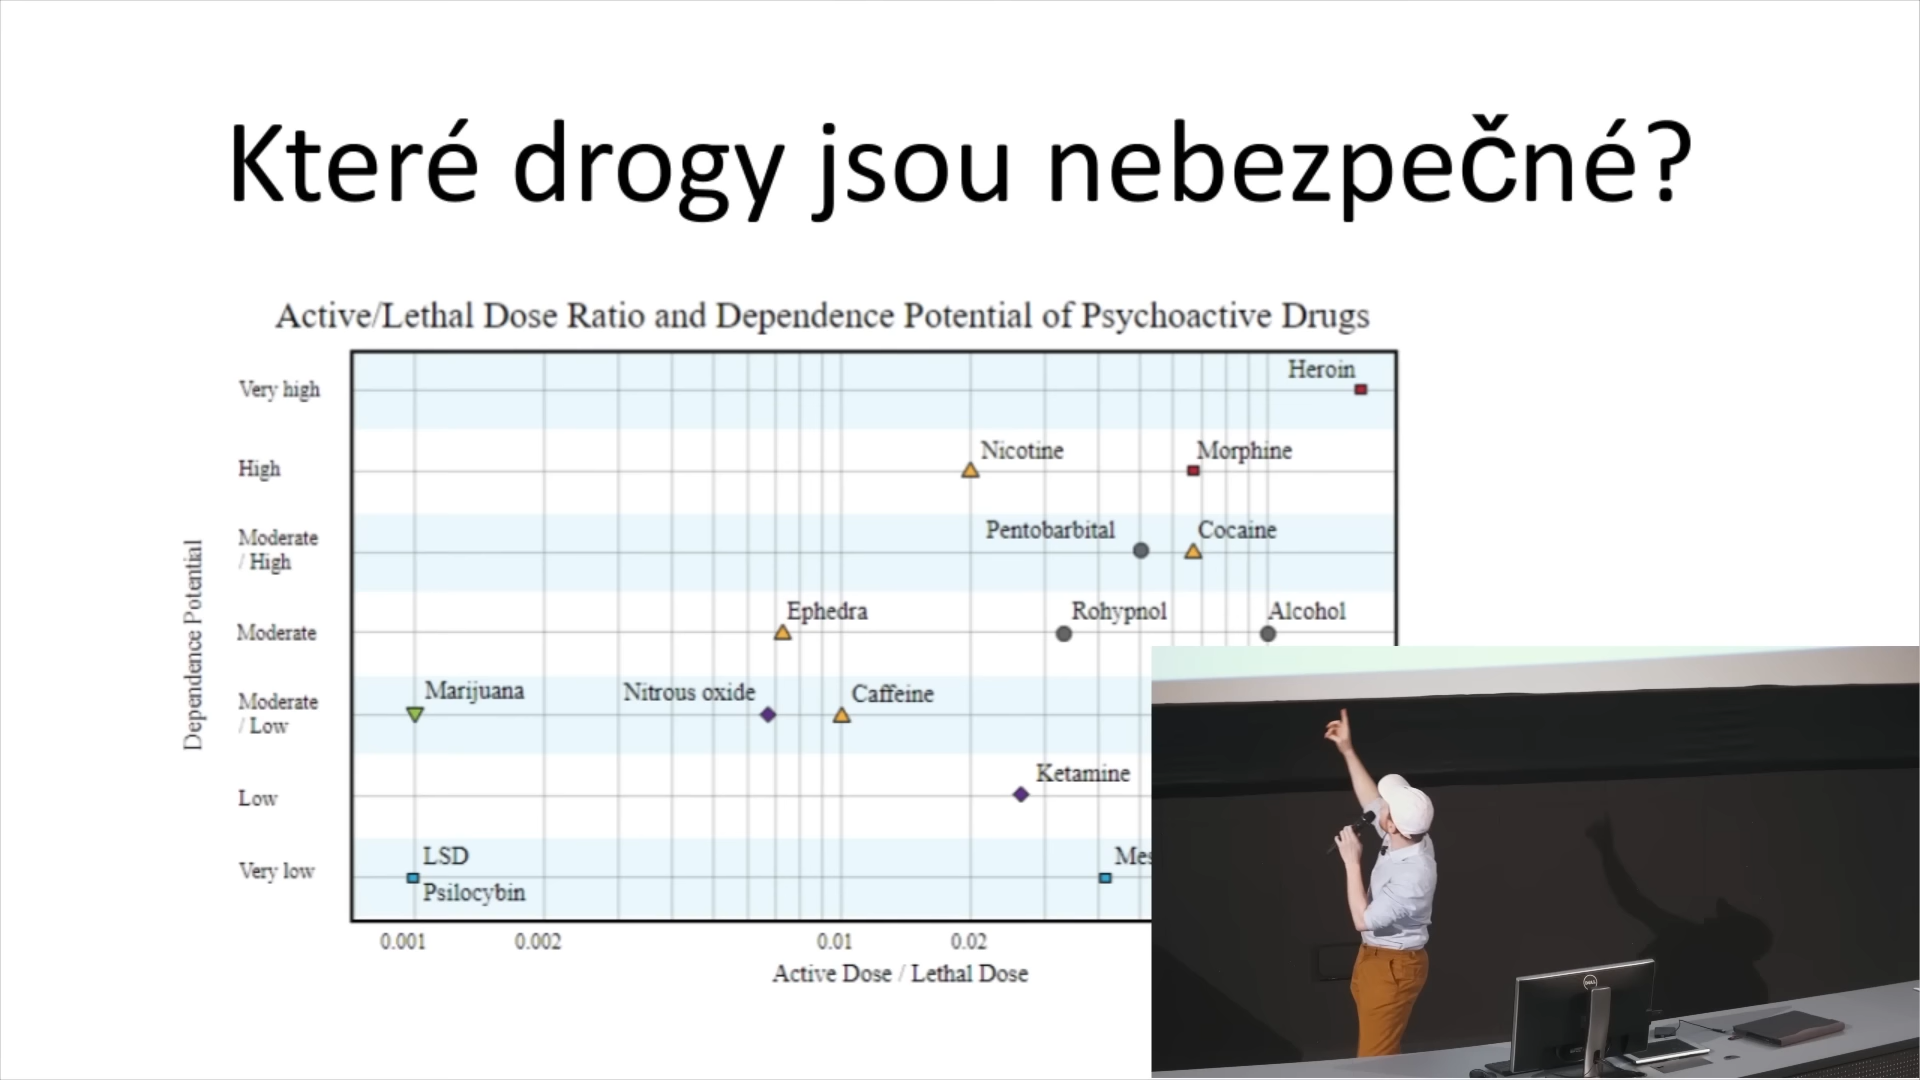 Které drogy jsou nebezpečné?
Active/Lethal Dose Ratio and Dependence Potential of Psychoactive Drugs
Very high
Heroin
High
Nicotine
Morphine
Moderate
/ High
Pentobarbital
Cocaine
Dependence Potential
Moderate
Ephedra
Rohypnol
Alcohol
Moderate
/ Low
Marijuana
Nitrous oxide
Caffeine
Low
Ketamine
Very low
LSD
Psilocybin
Mes
0.001
0.002
0.01
0.02
Active Dose / Lethal Dose
DELL